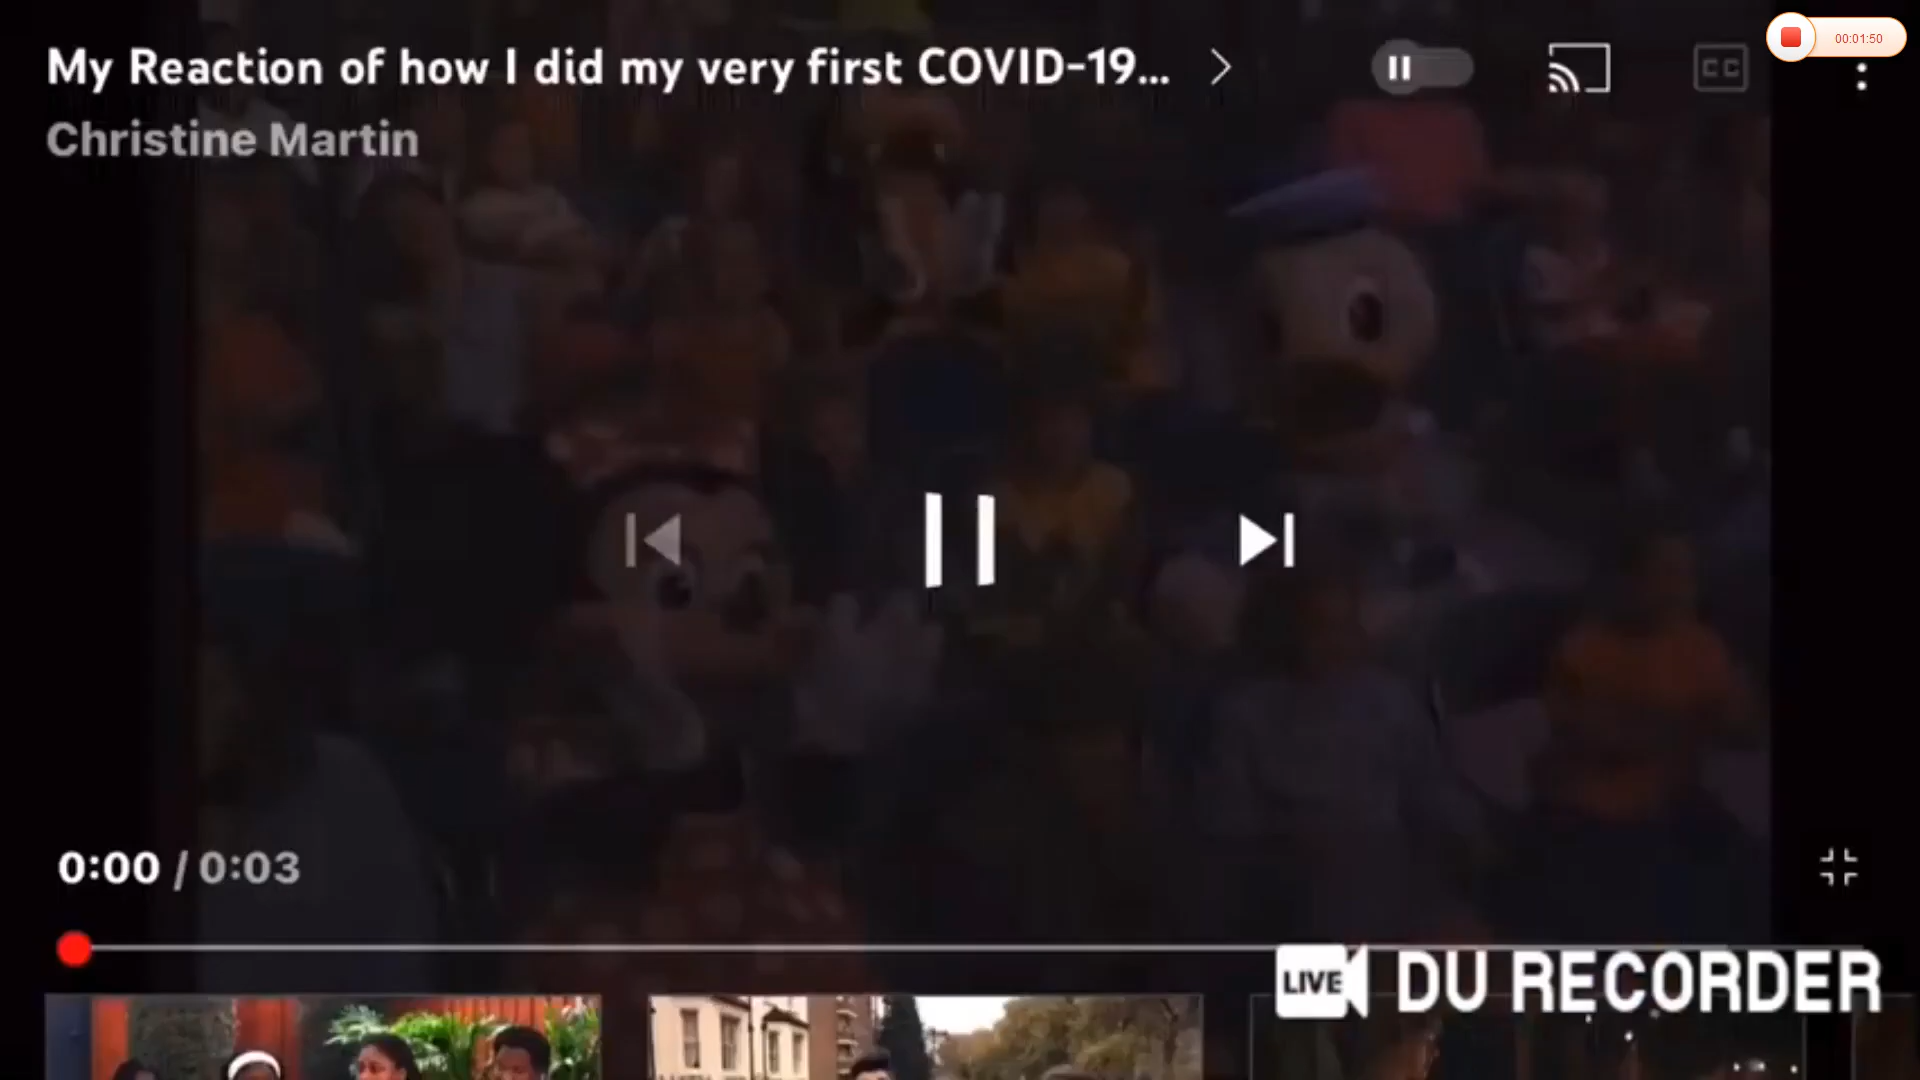 My Reaction of how I did my very first COVID-19...
CC
00:01:50
Christine Martin
0:00 / 0:03
LIVE DU RECORDER